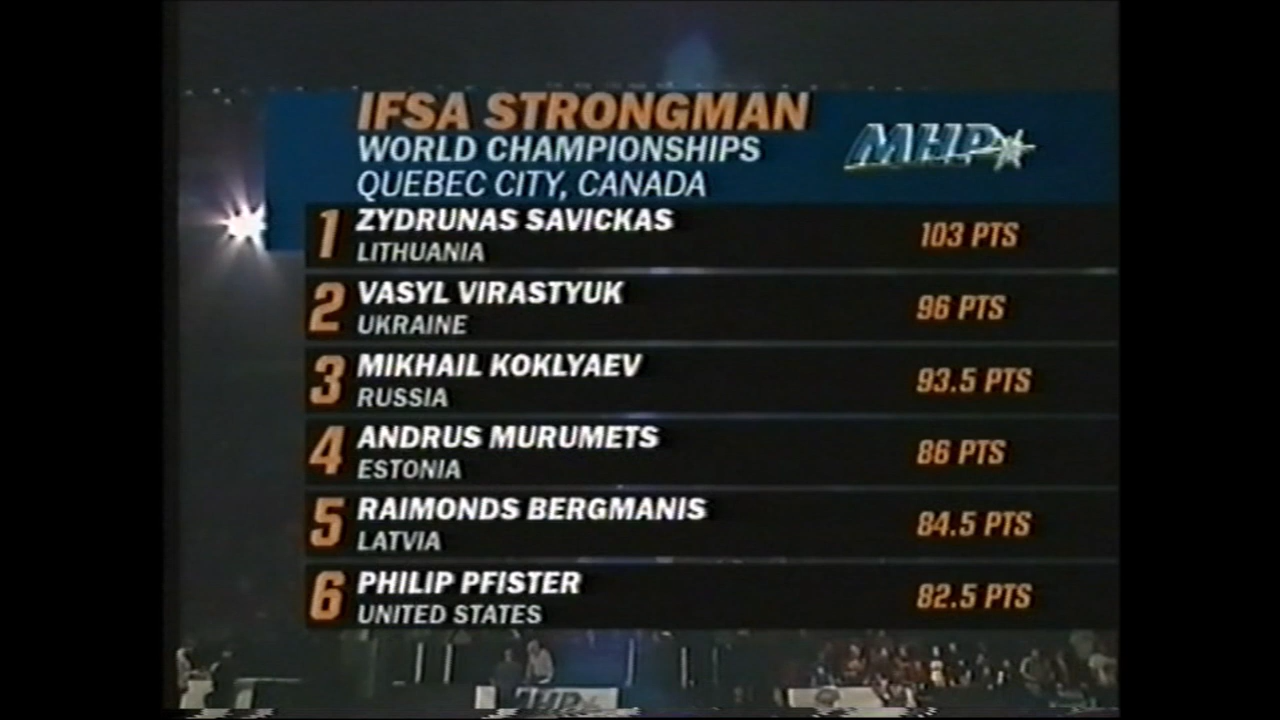 IFSA STRONGMAN
WORLD CHAMPIONSHIPS
QUEBEC CITY, CANADA
MHP
1 ZYDRUNAS SAVICKAS 103 PTS
LITHUANIA
2 VASYL VIRASTYUK 96 PTS
UKRAINE
3 MIKHAIL KOKLYAEV 93.5 PTS
RUSSIA
4 ANDRUS MURUMETS 86 PTS
ESTONIA
5 RAIMONDS BERGMANIS 84.5 PTS
LATVIA
6 PHILIP PFISTER 82.5 PTS
UNITED STATES
MHP